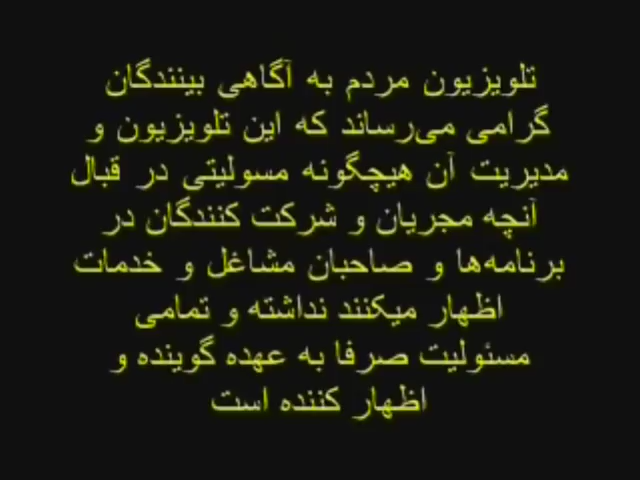 تلویزیون مردم به آگاهی بینندگان
گرامی می‌رساند که این تلویزیون و
مدیریت آن هیچگونه مسولیتی در قبال
آنچه مجریان و شرکت کنندگان در
برنامه‌ها و صاحبان مشاغل و خدمات
اظهار میکنند نداشته و تمامی
مسئولیت صرفا به عهده گوینده و
اظهار کننده است